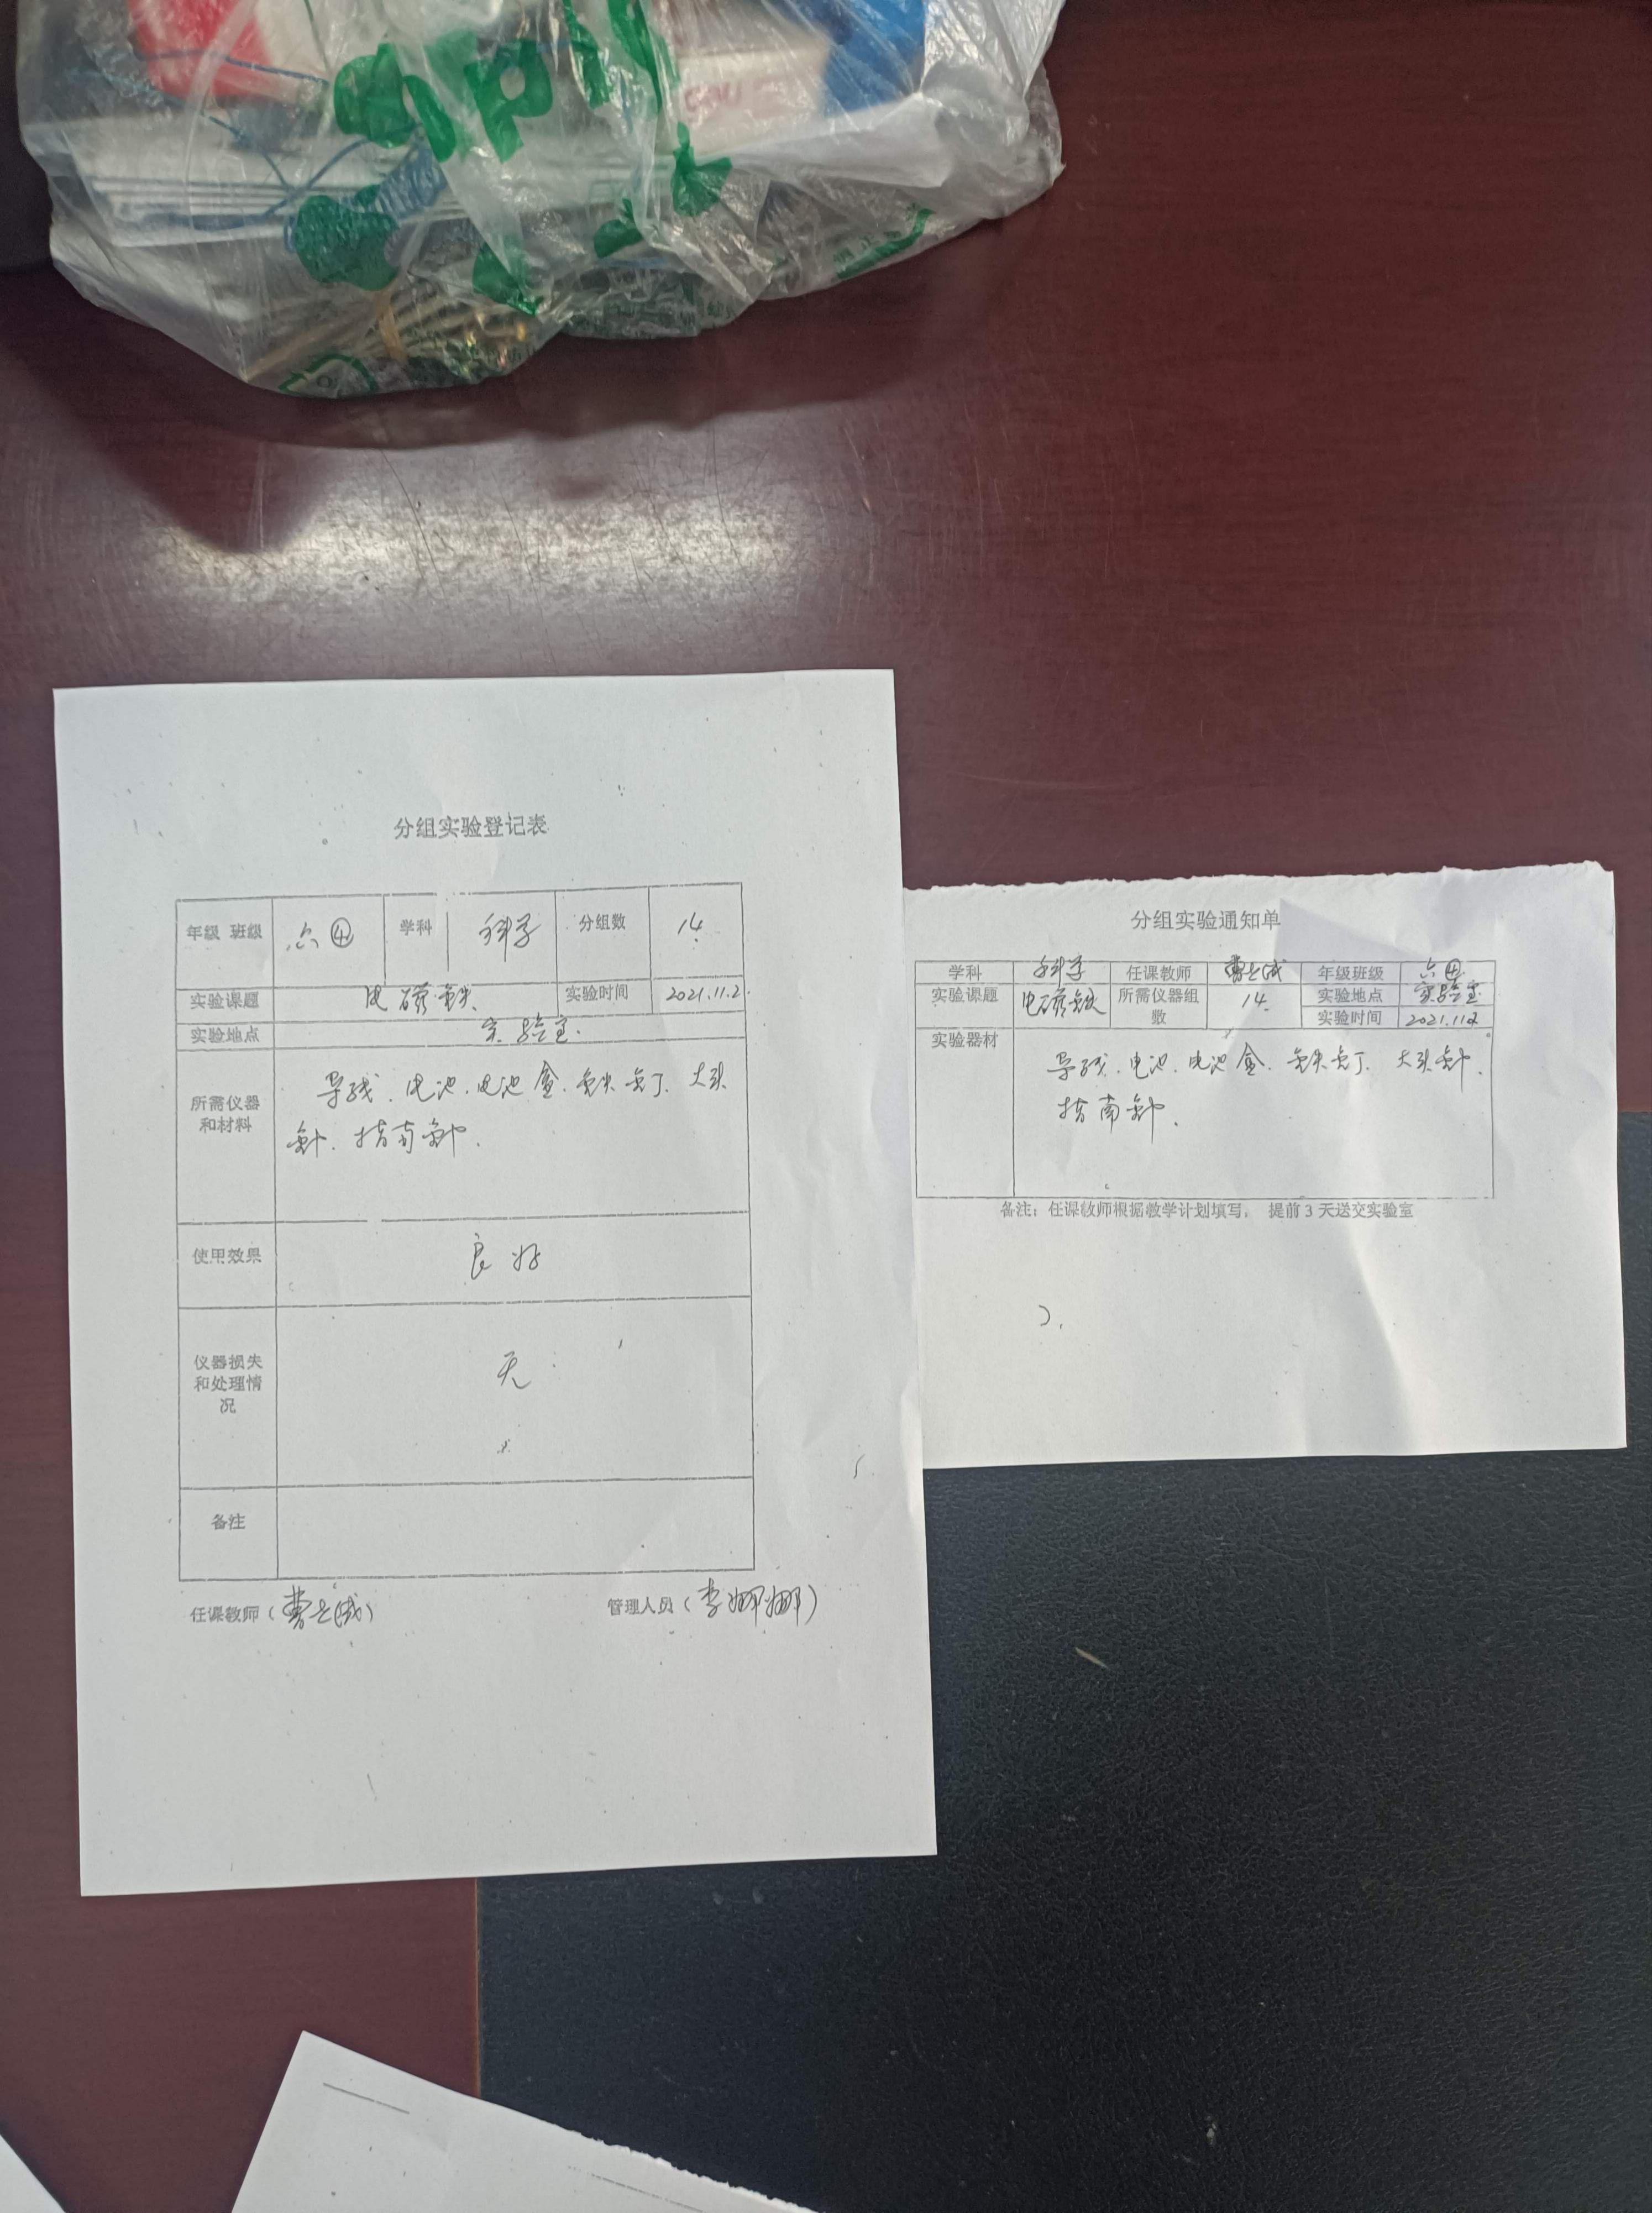 分组实验登记表
年级 班级 六④ 学科 科学 分组数 14
实验课题 电磁铁 实验时间 2021.11.2.
实验地点 实验室.
所需仪器和材料
导线、电池、电池盒、铁钉、大头
针、指南针.
使用效果 良好
仪器损失和处理情况 无
备注
任课教师(曹 管理人员(李娜娜)
分组实验通知单
学科 科学 任课教师 曹 年级班级 六④
实验课题 电磁铁 所需仪器组数 14. 实验地点 实验室
实验时间 2021.11.2
实验器材
导线、电池、电池盒、铁钉、大头针、
指南针.
备注：任课教师根据教学计划填写， 提前 3 天送交实验室